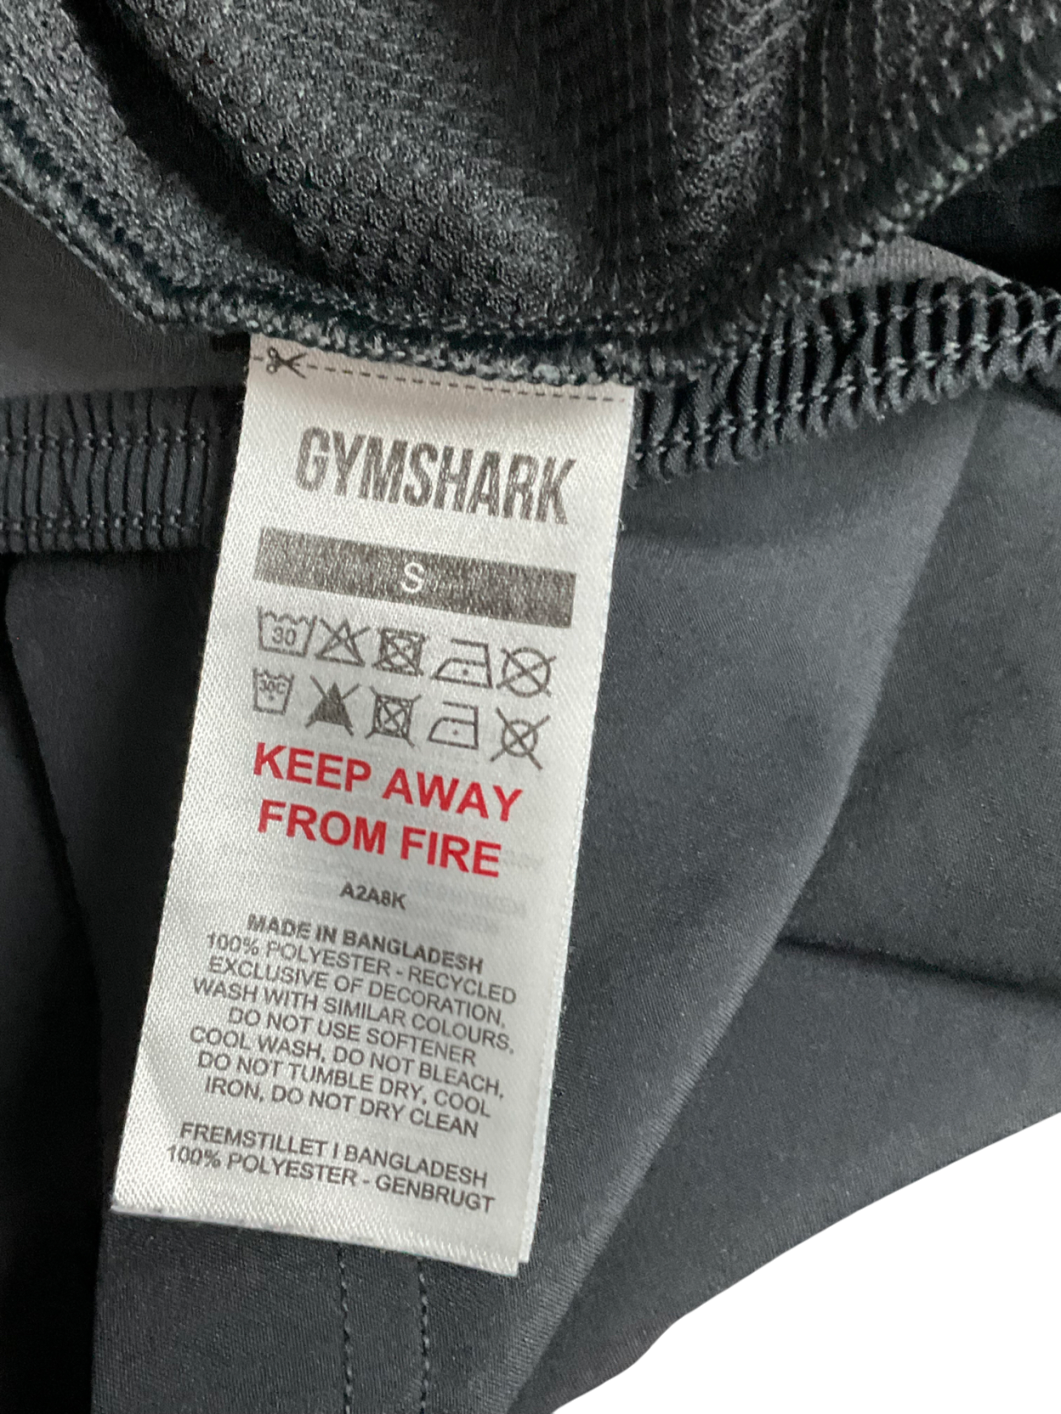 GYMSHARK
S
30
30C
KEEP AWAY
FROM FIRE
A2A8K
MADE IN BANGLADESH
100% POLYESTER - RECYCLED
EXCLUSIVE OF DECORATION,
WASH WITH SIMILAR COLOURS,
DO NOT USE SOFTENER
COOL WASH, DO NOT BLEACH,
DO NOT TUMBLE DRY, COOL
IRON, DO NOT DRY CLEAN
FREMSTILLET I BANGLADESH
100% POLYESTER - GENBRUGT